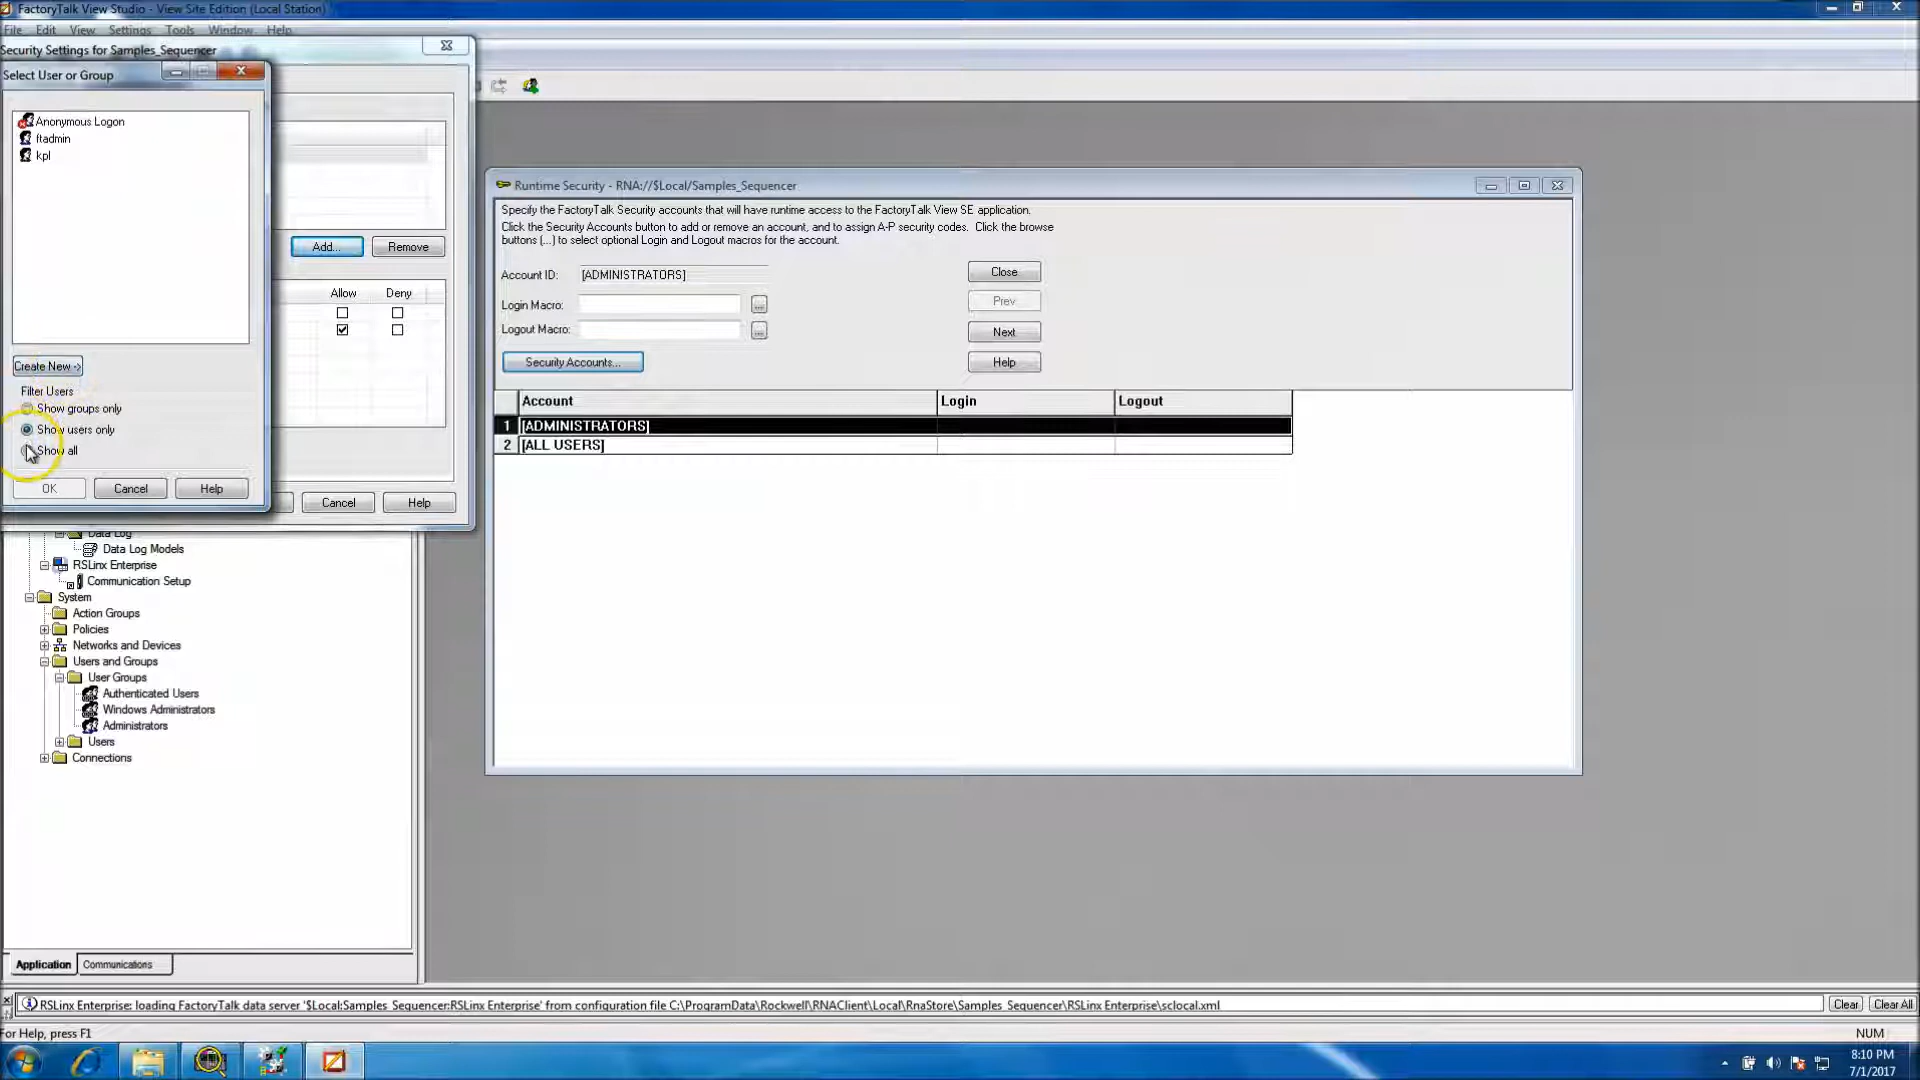 FactoryTalk View Studio - View Site Edition (Local Station)
File Edit View Settings Tools Window Help
Security Settings for Samples_Sequencer
Select User or Group
Anonymous Logon
ftadmin
kpl
Add... Remove
Allow Deny
Create New ->
Filter Users
Show groups only
Show users only
Show all
OK Cancel Help
Cancel Help
Runtime Security - RNA://$Local/Samples_Sequencer
Specify the FactoryTalk Security accounts that will have runtime access to the FactoryTalk View SE application.
Click the Security Accounts button to add or remove an account, and to assign A-P security codes. Click the browse
buttons (...) to select optional Login and Logout macros for the account.
Account ID: [ADMINISTRATORS]
Login Macro: ...
Logout Macro: ...
Security Accounts...
Close
Prev
Next
Help
Account Login Logout
1 [ADMINISTRATORS]
2 [ALL USERS]
Data Log
Data Log Models
RSLinx Enterprise
Communication Setup
System
Action Groups
Policies
Networks and Devices
Users and Groups
User Groups
Authenticated Users
Windows Administrators
Administrators
Users
Connections
Application Communications
RSLinx Enterprise: loading FactoryTalk data server '$Local:Samples_Sequencer:RSLinx Enterprise' from configuration file C:\ProgramData\Rockwell\RNAClient\Local\RnaStore\Samples_Sequencer\RSLinx Enterprise\sclocal.xml
Clear Clear All
For Help, press F1
NUM
8:10 PM
7/1/2017